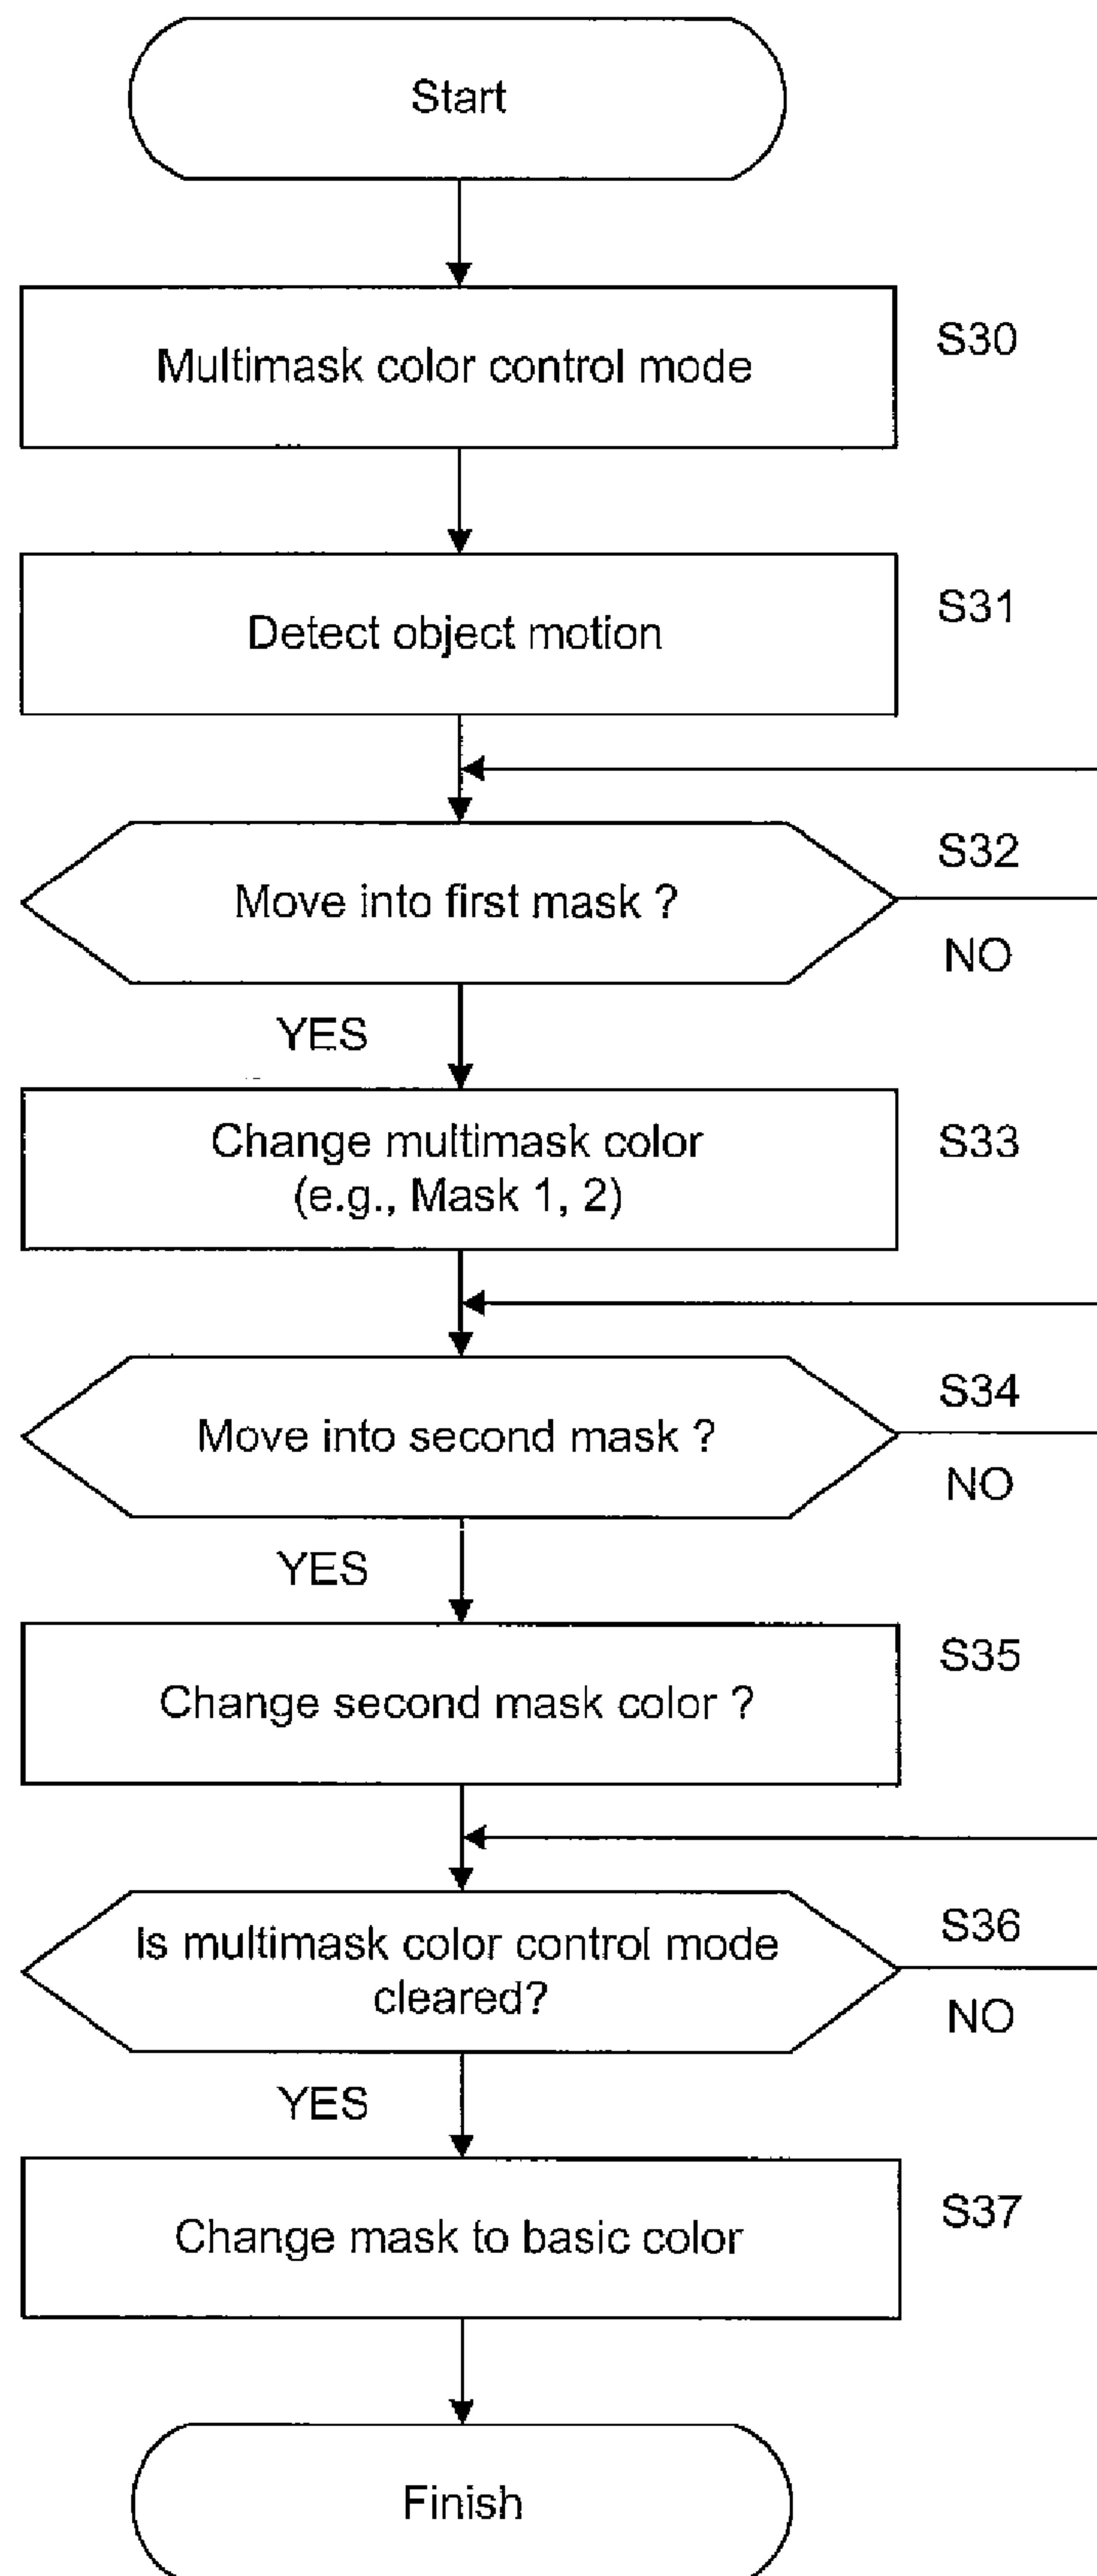 Start
Multimask color control mode
S30
Detect object motion
S31
Move into first mask ?
S32
NO
YES
Change multimask color
(e.g., Mask 1, 2)
S33
Move into second mask ?
S34
NO
YES
Change second mask color ?
S35
Is multimask color control mode
cleared?
S36
NO
YES
Change mask to basic color
S37
Finish